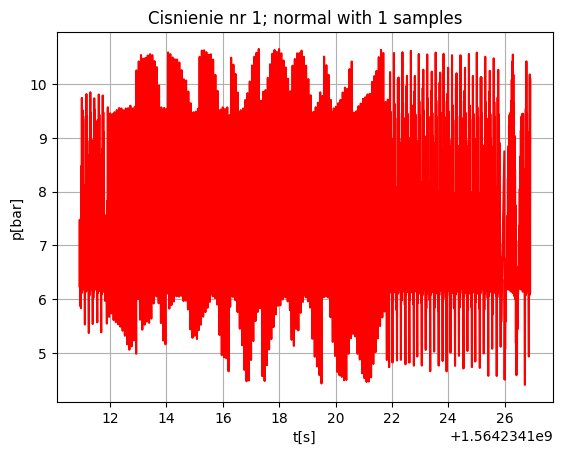 Cisnienie nr 1; normal with 1 samples
p[bar]
10
9
8
7
6
5
12 14 16 18 20 22 24 26
t[s]
+1.5642341e9